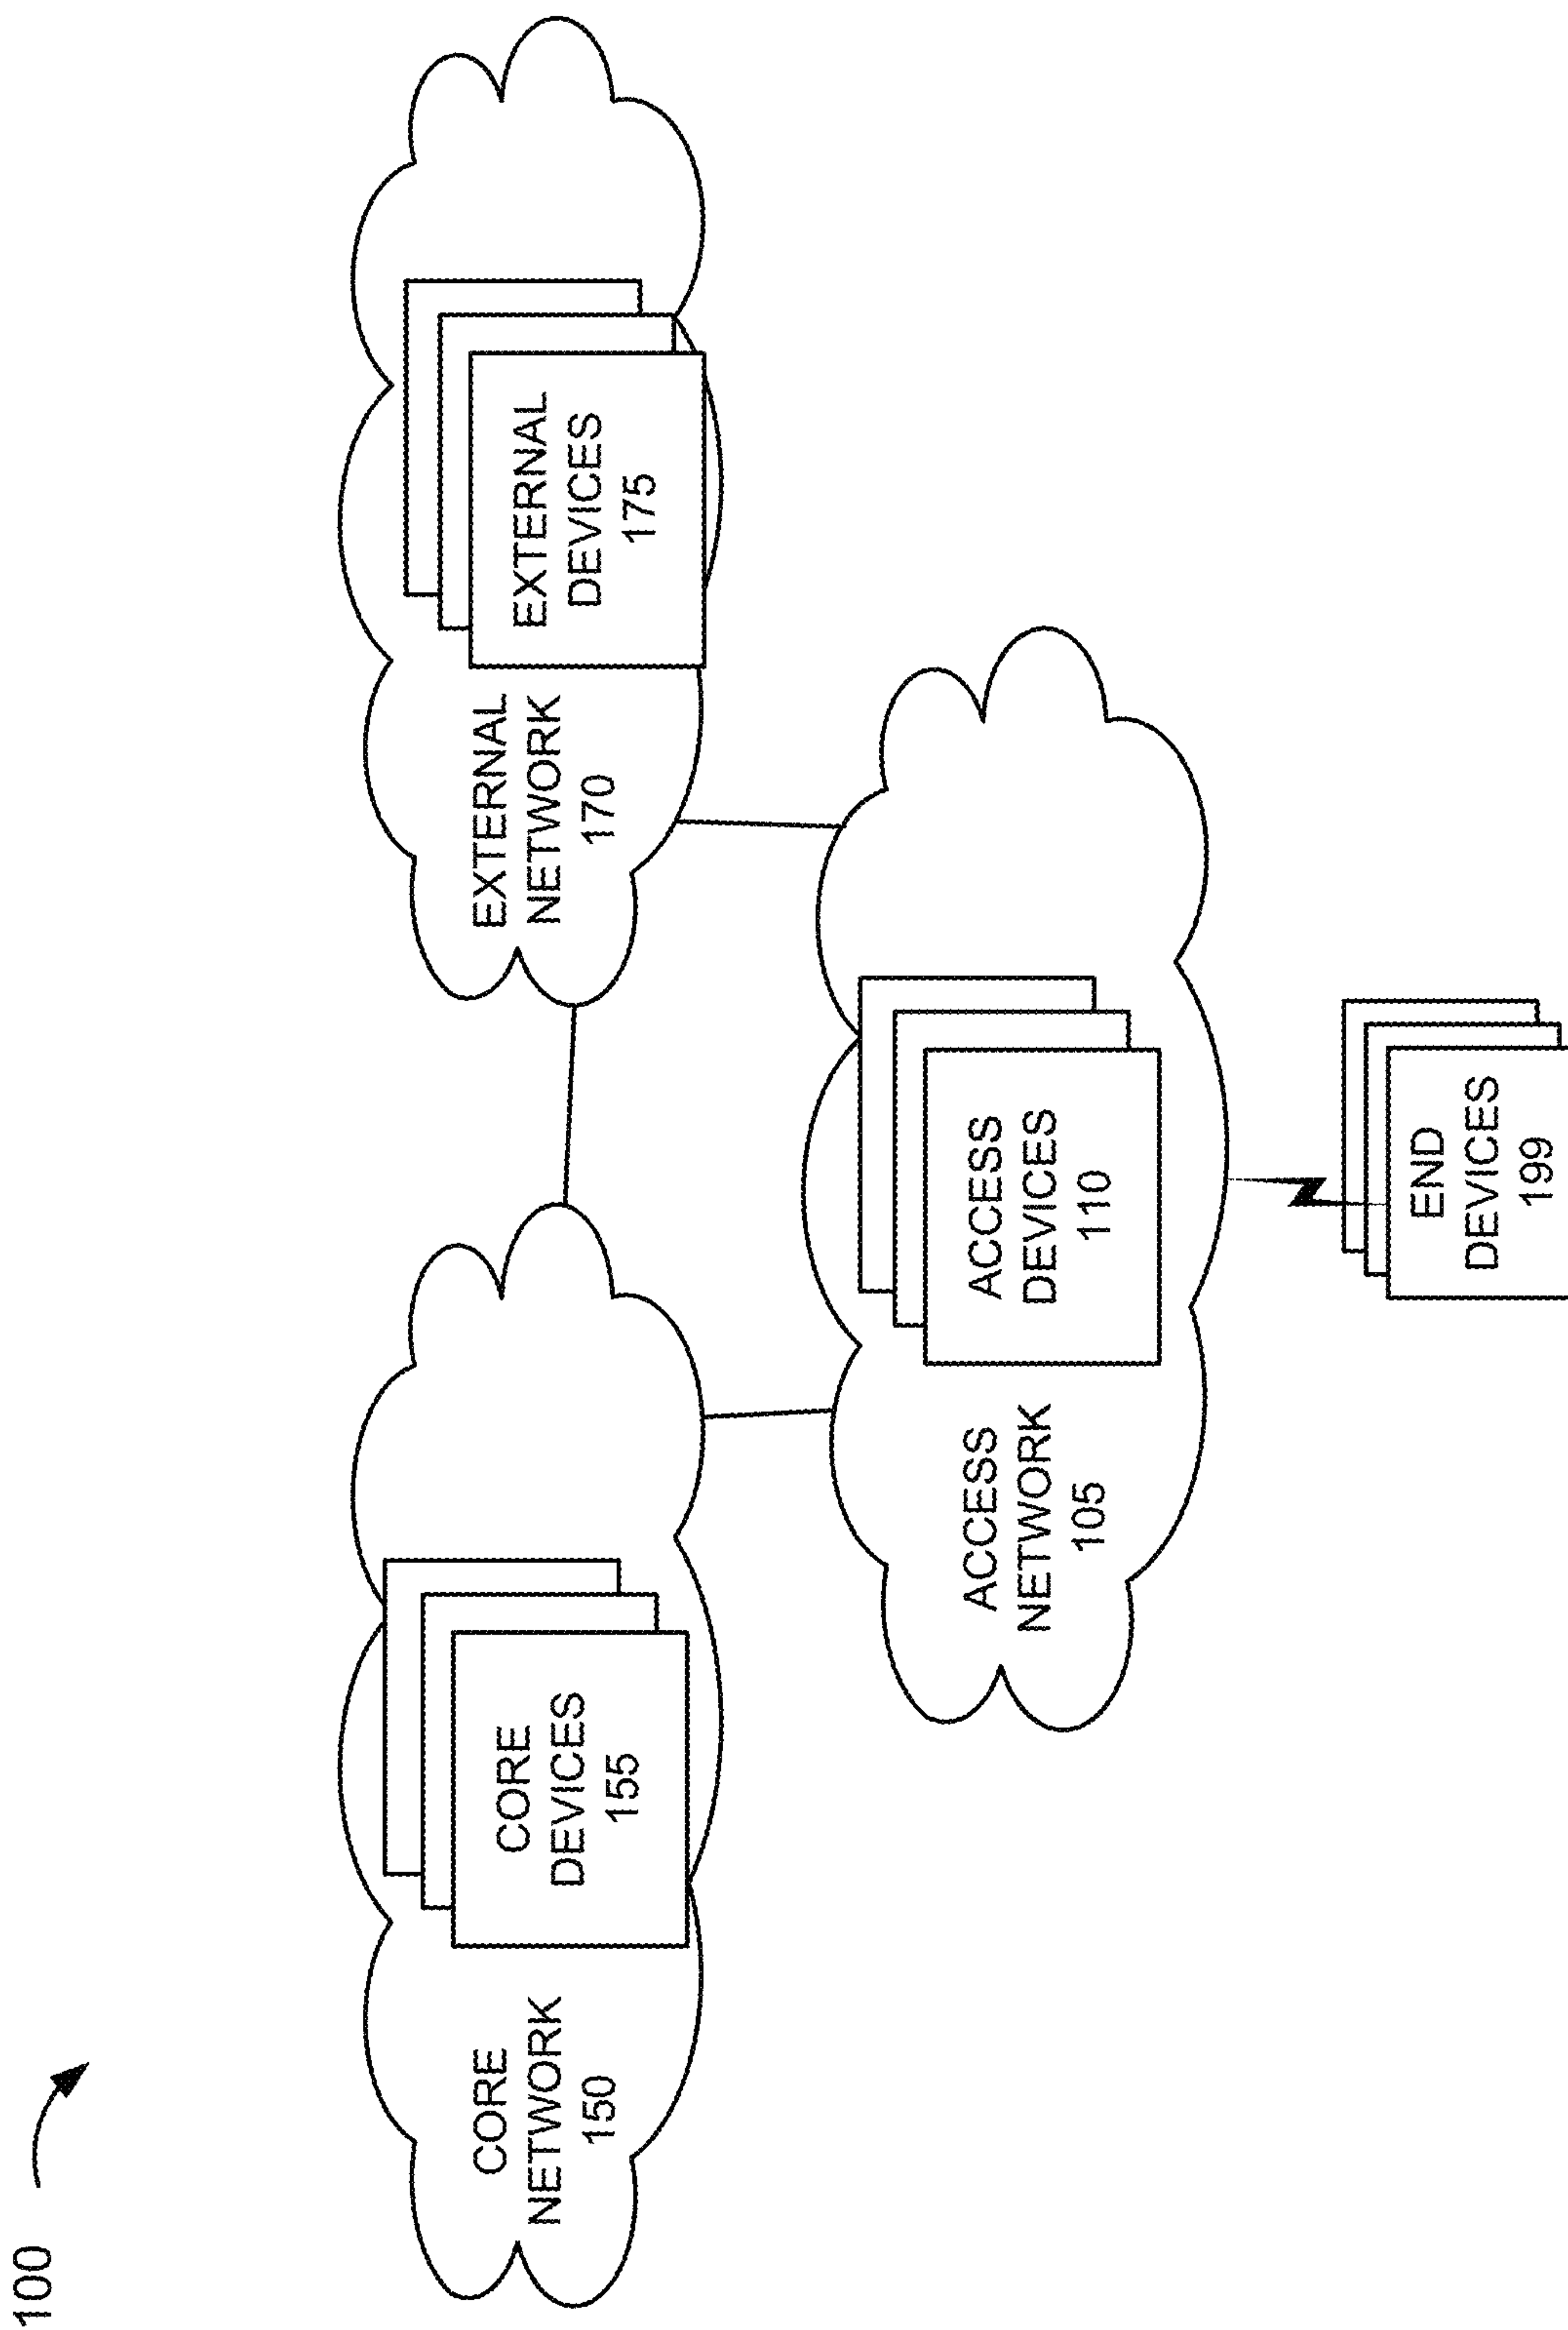 100
CORE
NETWORK
150
CORE
DEVICES
155
EXTERNAL
NETWORK
170
EXTERNAL
DEVICES
175
ACCESS
NETWORK
105
ACCESS
DEVICES
110
END
DEVICES
199